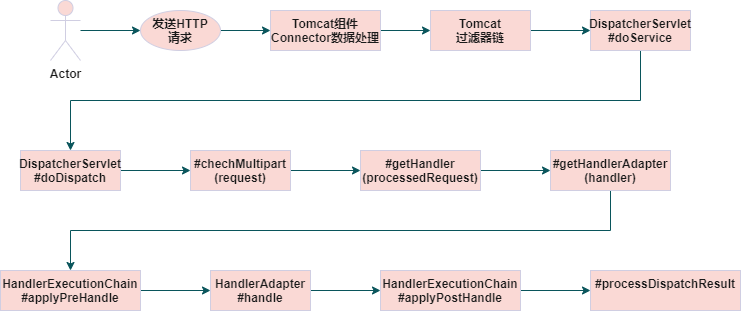 Actor
发送HTTP
请求
Tomcat组件
Connector数据处理
Tomcat
过滤器链
DispatcherServlet
#doService
DispatcherServlet
#doDispatch
#chechMultipart
(request)
#getHandler
(processedRequest)
#getHandlerAdapter
(handler)
HandlerExecutionChain
#applyPreHandle
HandlerAdapter
#handle
HandlerExecutionChain
#applyPostHandle
#processDispatchResult